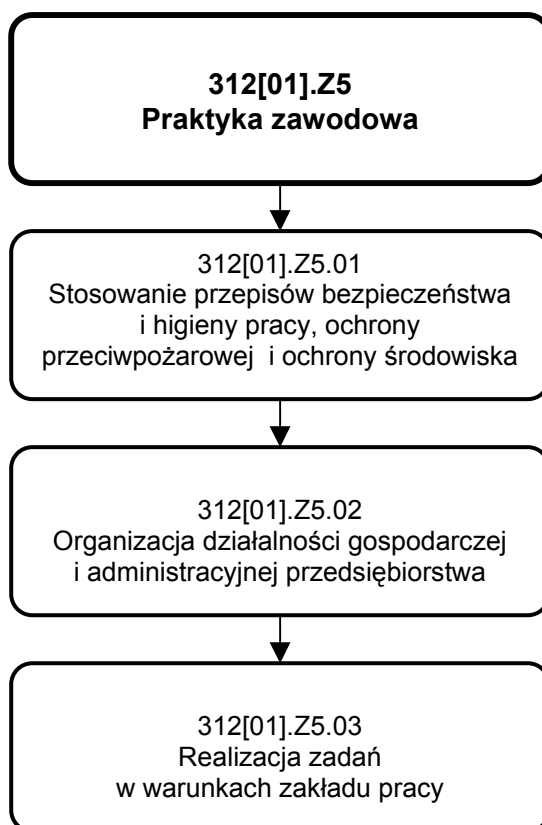 312[01].Z5
Praktyka zawodowa
312[01].Z5.01
Stosowanie przepisów bezpieczeństwa
i higieny pracy, ochrony
przeciwpożarowej i ochrony środowiska
312[01].Z5.02
Organizacja działalności gospodarczej
i administracyjnej przedsiębiorstwa
312[01].Z5.03
Realizacja zadań
w warunkach zakładu pracy